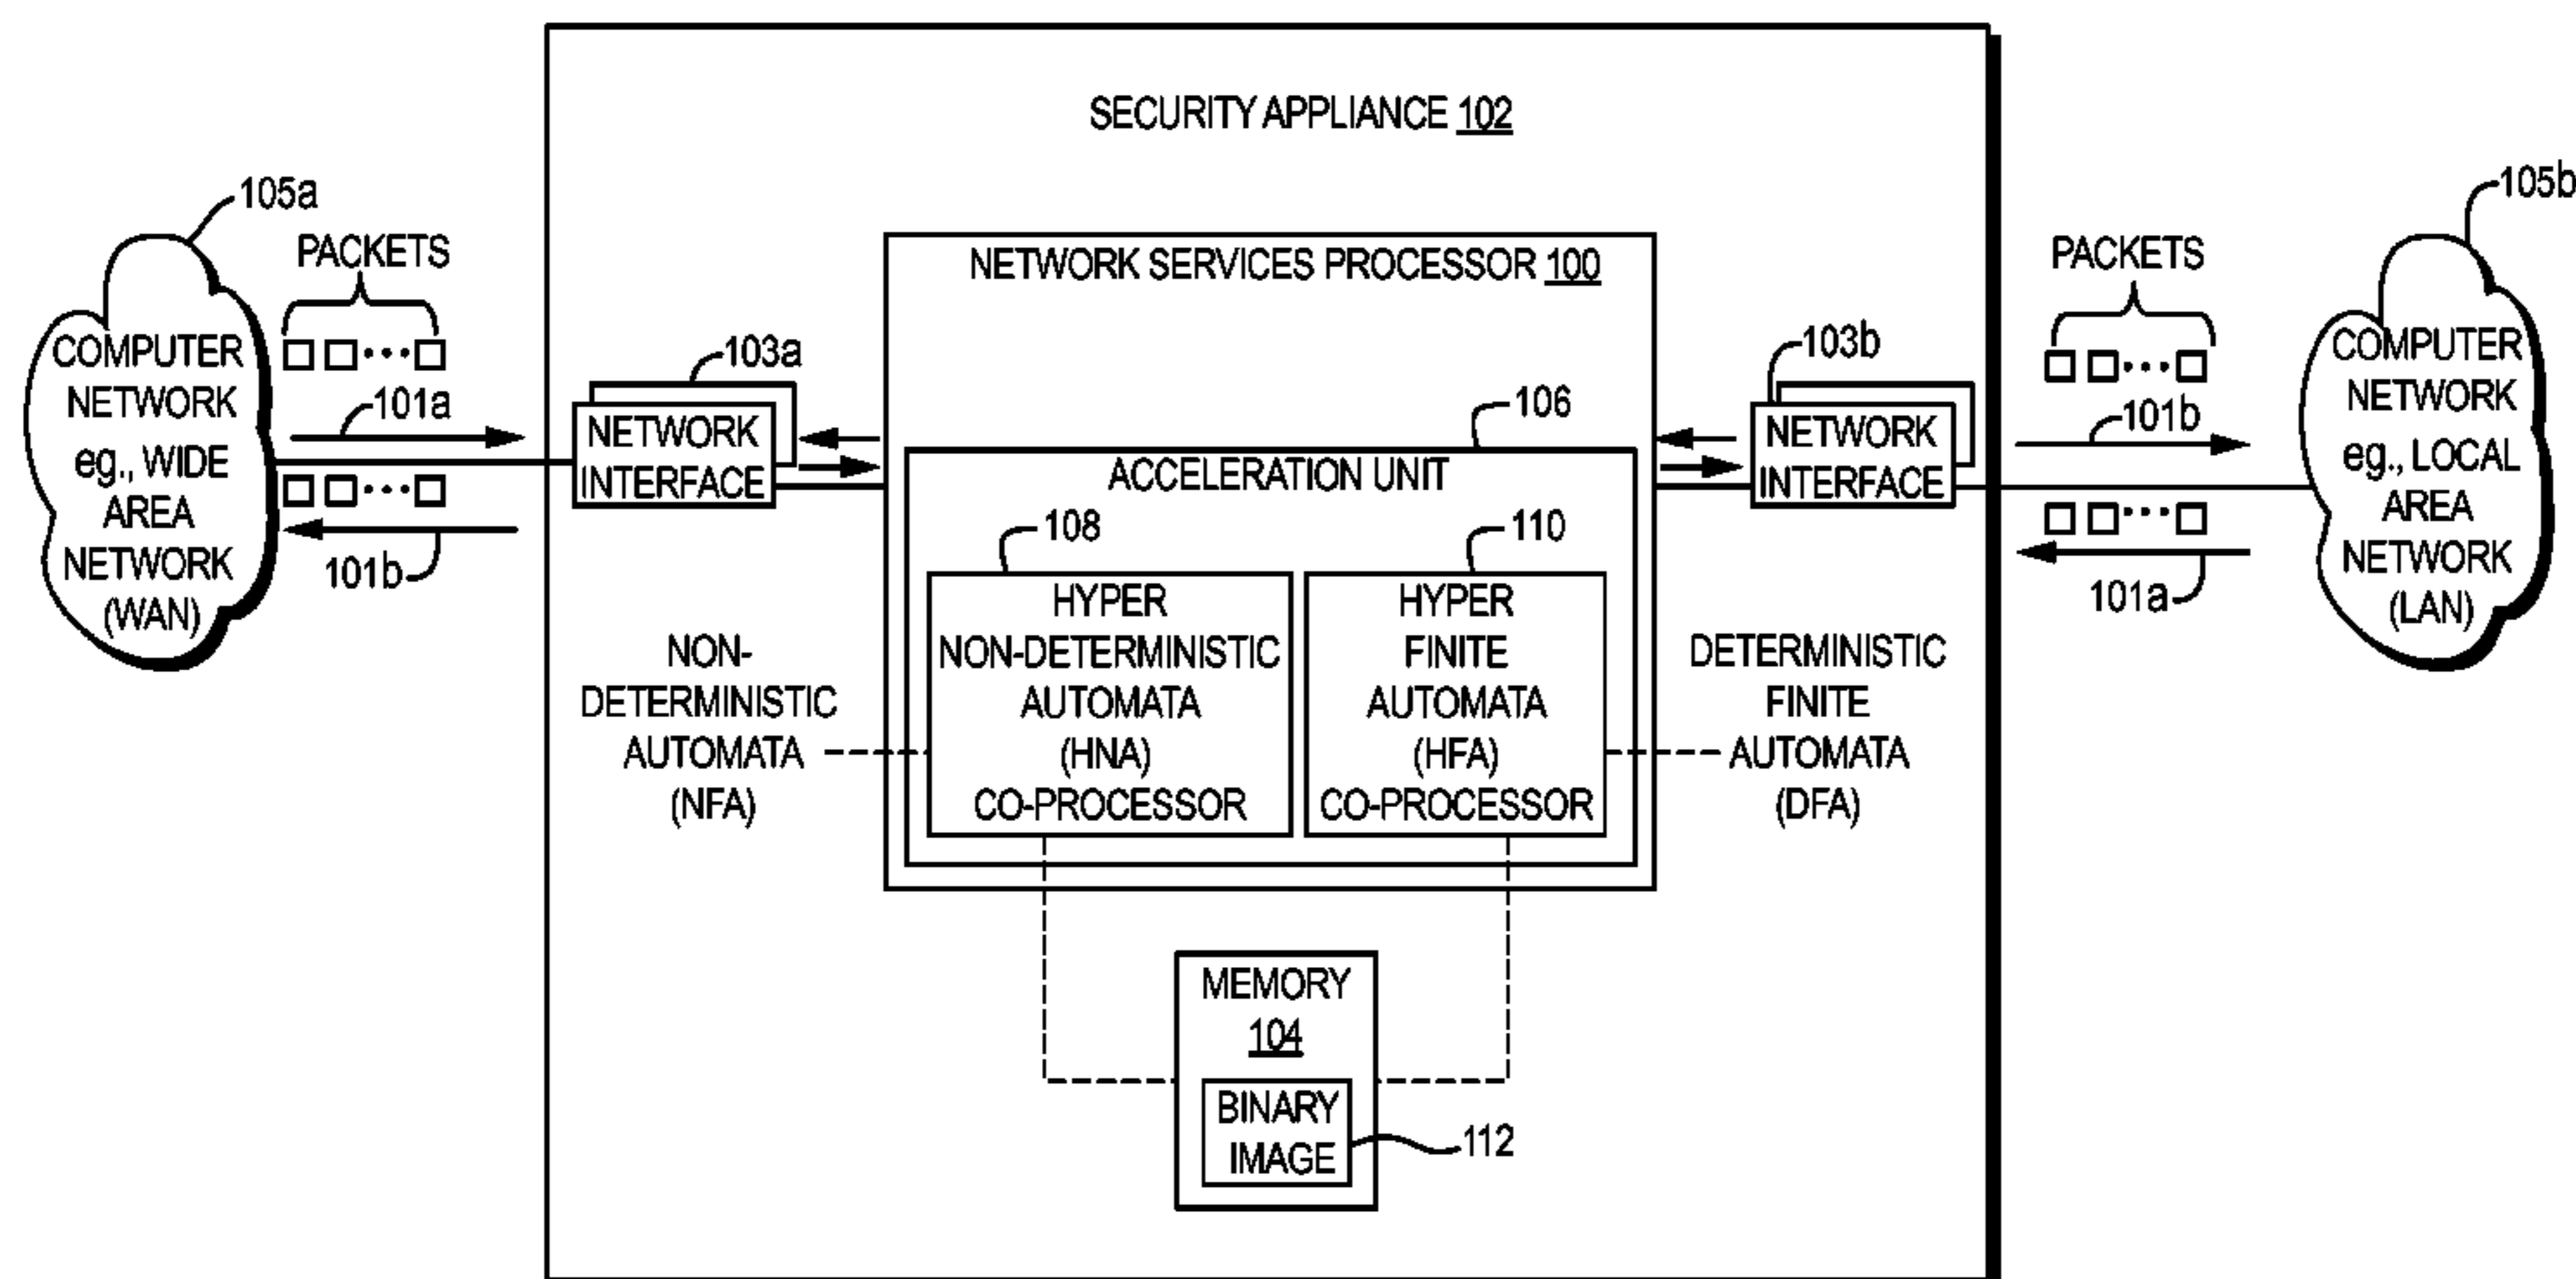 SECURITY APPLIANCE 102
105a
PACKETS
COMPUTER
NETWORK
eg., WIDE
AREA
NETWORK
(WAN)
101a
101b
103a
NETWORK
INTERFACE
NETWORK SERVICES PROCESSOR 100
106
ACCELERATION UNIT
108
HYPER
NON-DETERMINISTIC
AUTOMATA
(HNA)
CO-PROCESSOR
110
HYPER
FINITE
AUTOMATA
(HFA)
CO-PROCESSOR
NON-
DETERMINISTIC
AUTOMATA
(NFA)
DETERMINISTIC
FINITE
AUTOMATA
(DFA)
103b
NETWORK
INTERFACE
PACKETS
105b
101b
101a
COMPUTER
NETWORK
eg., LOCAL
AREA
NETWORK
(LAN)
MEMORY
104
BINARY
IMAGE
112